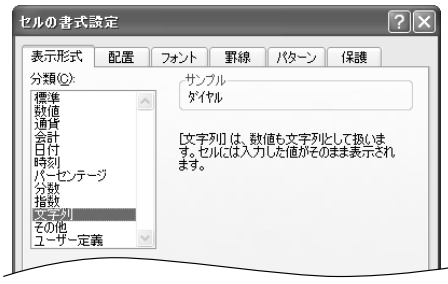 セルの書式設定
表示形式 配置 フォント 罫線 パターン 保護
分類(C):
標準
数値
通貨
会計
日付
時刻
パーセンテージ
分数
指数
文字列
その他
ユーザー定義
サンプル
ダイヤル
[文字列] は、数値も文字列として扱いま
す。セルには入力した値がそのまま表示され
ます。